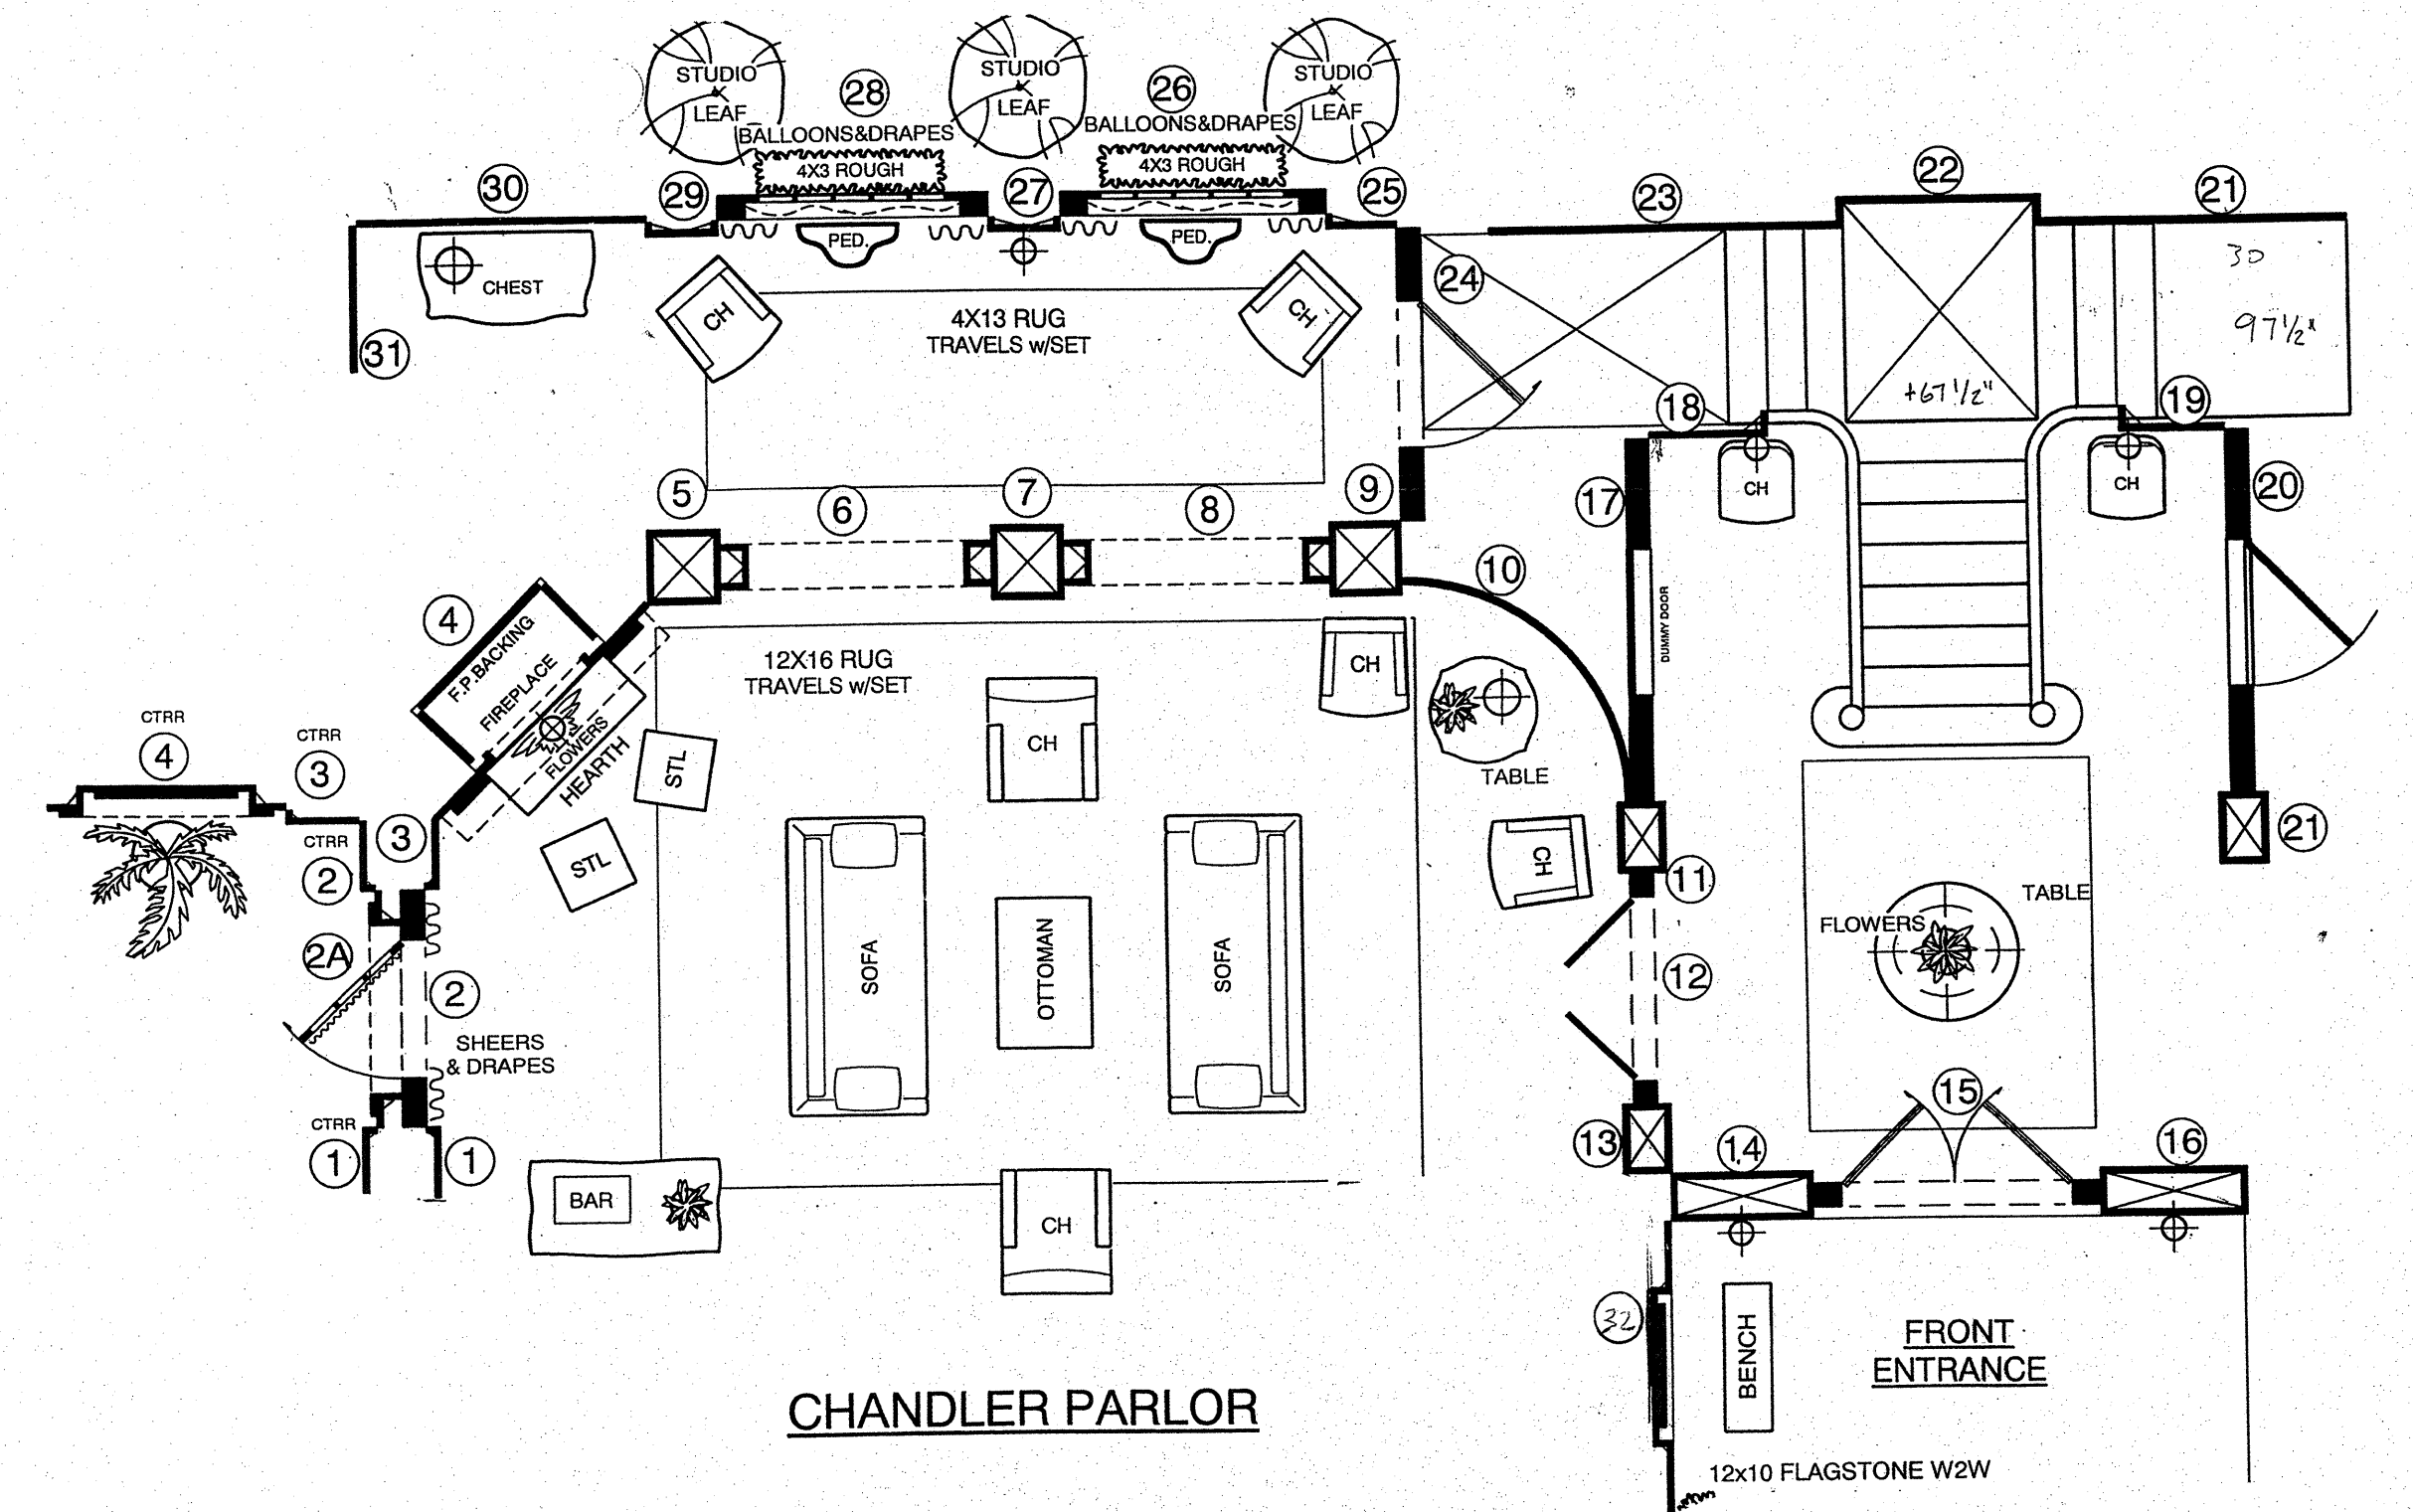 STUDIO
LEAF
28
BALLOONS&DRAPES
4X3 ROUGH
STUDIO
LEAF
26
BALLOONS&DRAPES
4X3 ROUGH
STUDIO
LEAF
30
29
27
25
23
22
21
PED.
PED.
CHEST
31
CH
4X13 RUG
TRAVELS w/SET
CH
24
30
97½"
+67½"
18
19
5
6
7
8
9
17
CH
CH
20
10
DUMMY DOOR
4
F.P.BACKING
FIREPLACE
FLOWERS
HEARTH
12X16 RUG
TRAVELS w/SET
CH
CH
TABLE
STL
STL
CTRR
4
CTRR
3
CTRR
2
3
2A
2
SHEERS
& DRAPES
CTRR
1
1
SOFA
OTTOMAN
SOFA
CH
11
21
12
FLOWERS
TABLE
15
13
14
16
BAR
CH
32
BENCH
FRONT
ENTRANCE
CHANDLER PARLOR
12x10 FLAGSTONE W2W